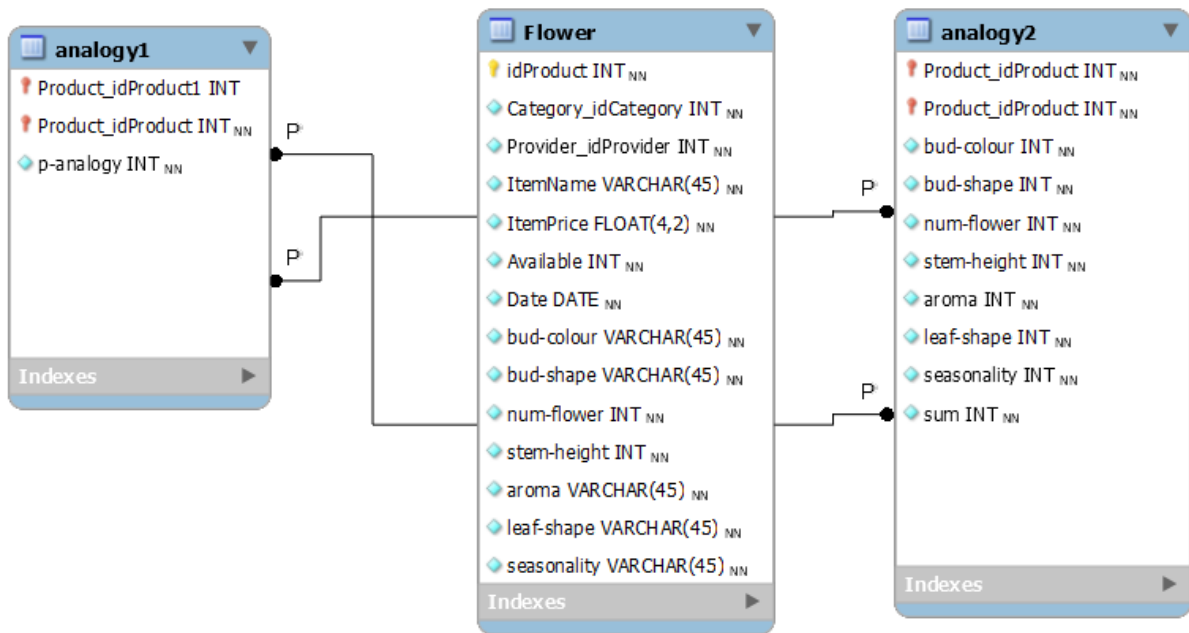 analogy1
Product_idProduct1 INT
Product_idProduct INT NN
p-analogy INT NN
Indexes
P
P
Flower
idProduct INT NN
Category_idCategory INT NN
Provider_idProvider INT NN
ItemName VARCHAR(45) NN
ItemPrice FLOAT(4,2) NN
Available INT NN
Date DATE NN
bud-colour VARCHAR(45) NN
bud-shape VARCHAR(45) NN
num-flower INT NN
stem-height INT NN
aroma VARCHAR(45) NN
leaf-shape VARCHAR(45) NN
seasonality VARCHAR(45) NN
Indexes
P
P
analogy2
Product_idProduct INT NN
Product_idProduct INT NN
bud-colour INT NN
bud-shape INT NN
num-flower INT NN
stem-height INT NN
aroma INT NN
leaf-shape INT NN
seasonality INT NN
sum INT NN
Indexes